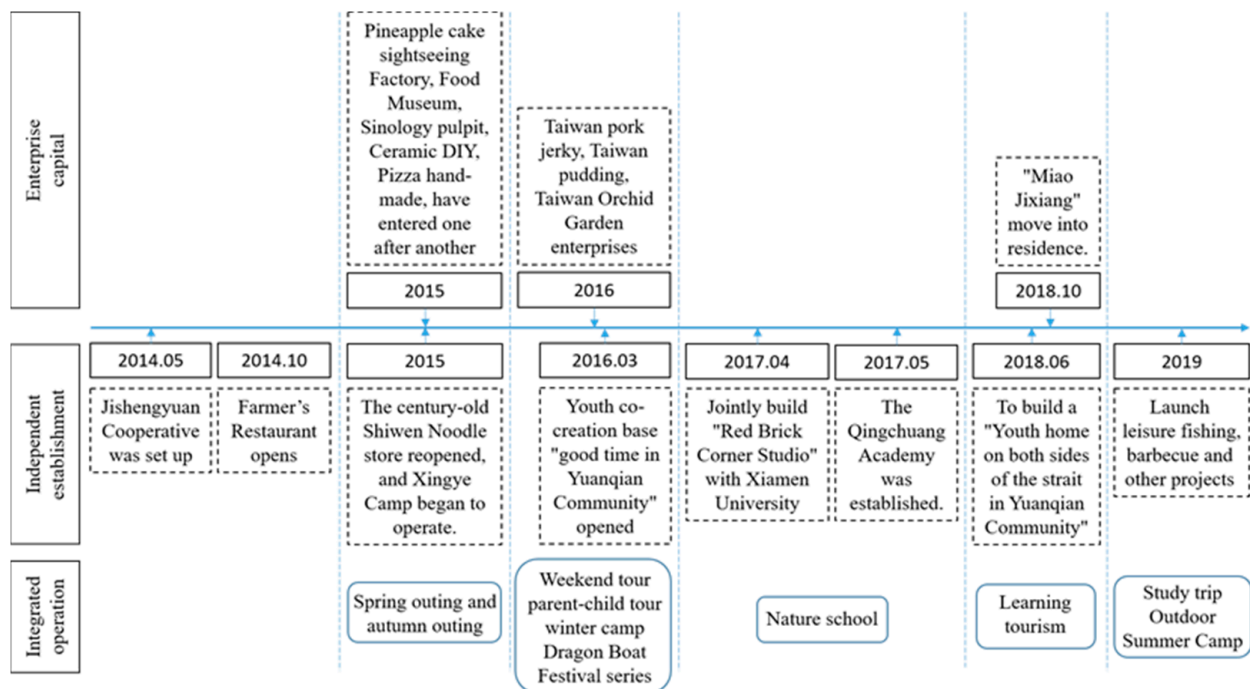 Enterprise
capital
Pineapple cake
sightseeing
Factory, Food
Museum,
Sinology pulpit,
Ceramic DIY,
Pizza hand-
made, have
entered one
after another
2015
Taiwan pork
jerky, Taiwan
pudding,
Taiwan Orchid
Garden
enterprises
2016
"Miao
Jixiang"
move into
residence.
2018.10
Independent
establishment
2014.05
Jishengyuan
Cooperative
was set up
2014.10
Farmer's
Restaurant
opens
2015
The century-old
Shiwen Noodle
store reopened,
and Xingye
Camp began to
operate.
2016.03
Youth co-
creation base
"good time in
Yuanqian
Community"
opened
2017.04
Jointly build
"Red Brick
Corner Studio"
with Xiamen
University
2017.05
The
Qingchuang
Academy
was
established.
2018.06
To build a
"Youth home
on both sides
of the strait
in Yuanqian
Community"
2019
Launch
leisure fishing,
barbecue and
other projects
Integrated
operation
Spring outing and
autumn outing
Weekend tour
parent-child tour
winter camp
Dragon Boat
Festival series
Nature school
Learning
tourism
Study trip
Outdoor
Summer Camp